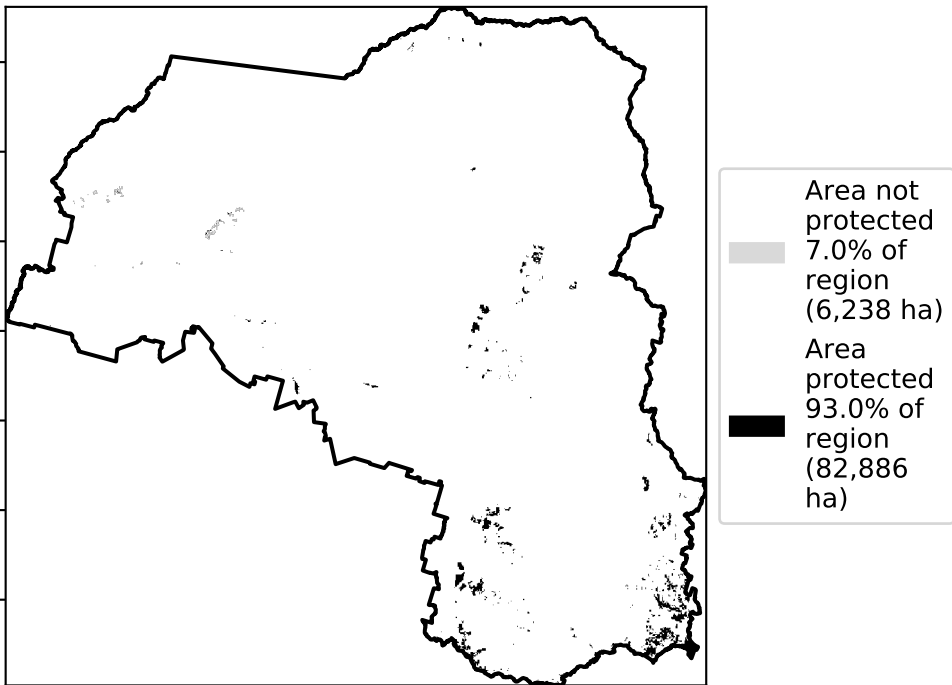 Area not
protected
7.0% of
region
(6,238 ha)
Area
protected
93.0% of
region
(82,886
ha)